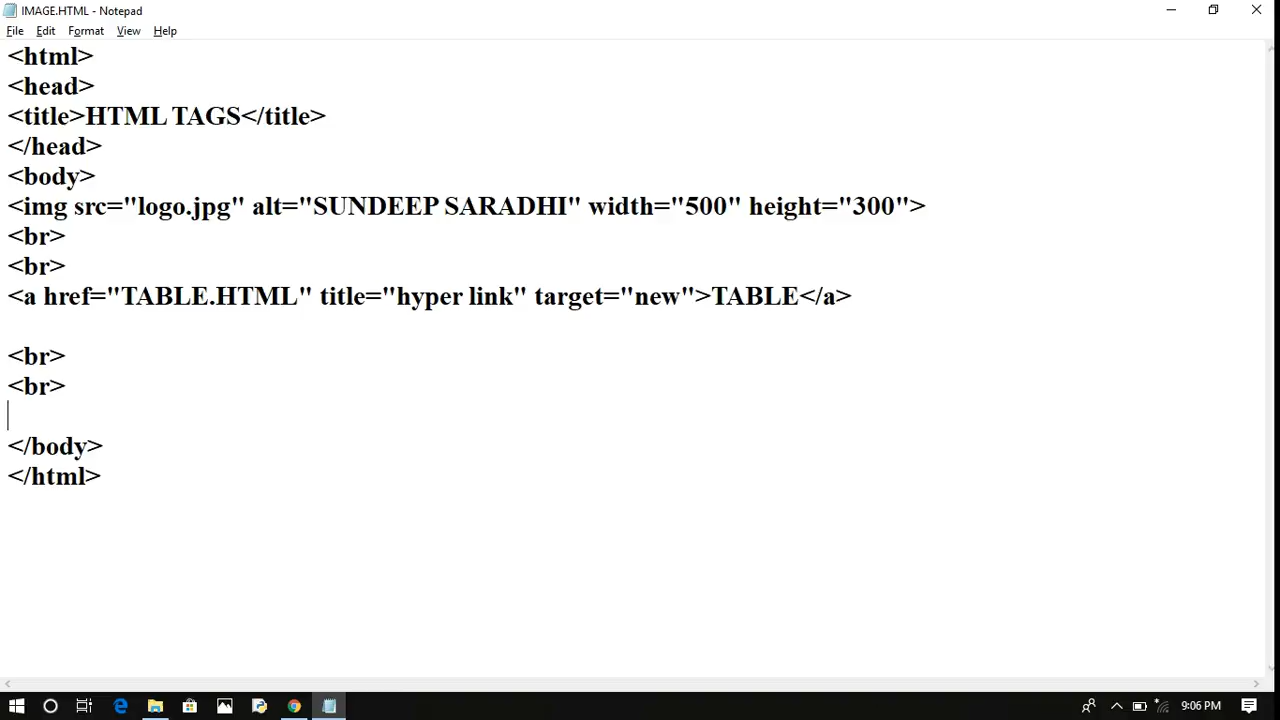 IMAGE.HTML - Notepad
File Edit Format View Help
<html>
<head>
<title>HTML TAGS</title>
</head>
<body>
<img src="logo.jpg" alt="SUNDEEP SARADHI" width="500" height="300">
<br>
<br>
<a href="TABLE.HTML" title="hyper link" target="new">TABLE</a>
<br>
<br>
</body>
</html>
9:06 PM